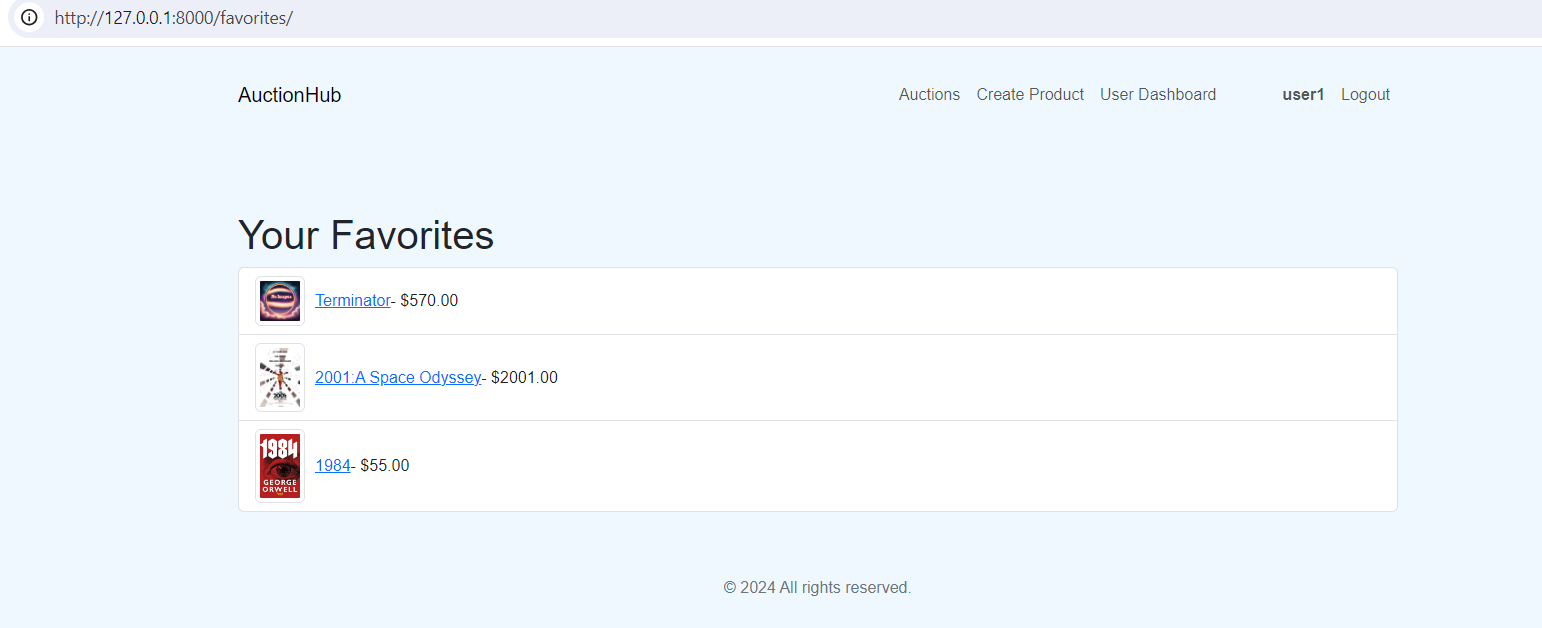 http://127.0.0.1:8000/favorites/
AuctionHub Auctions Create Product User Dashboard user1 Logout
Your Favorites
Terminator- $570.00
2001:A Space Odyssey- $2001.00
1984
GEORGE
ORWELL
1984- $55.00
© 2024 All rights reserved.